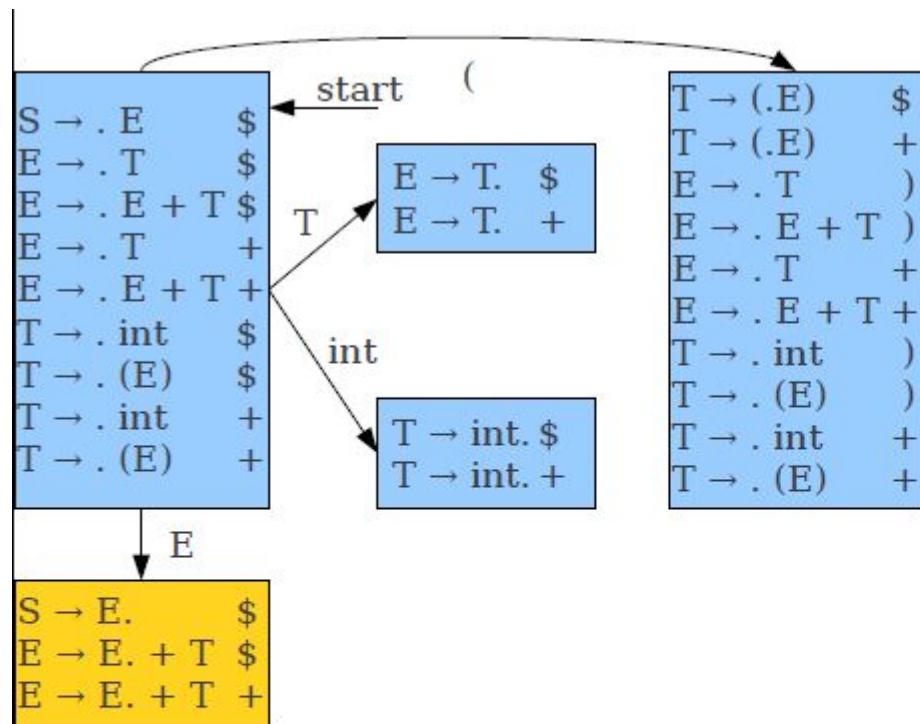 (
start
S → . E $
E → . T $
E → . E + T $
E → . T +
E → . E + T +
T → . int $
T → . (E) $
T → . int +
T → . (E) +
T
E → T. $
E → T. +
int
T → int. $
T → int. +
T → (.E) $
T → (.E) +
E → . T )
E → . E + T )
E → . T +
E → . E + T +
T → . int )
T → . (E) )
T → . int +
T → . (E) +
E
S → E. $
E → E. + T $
E → E. + T +